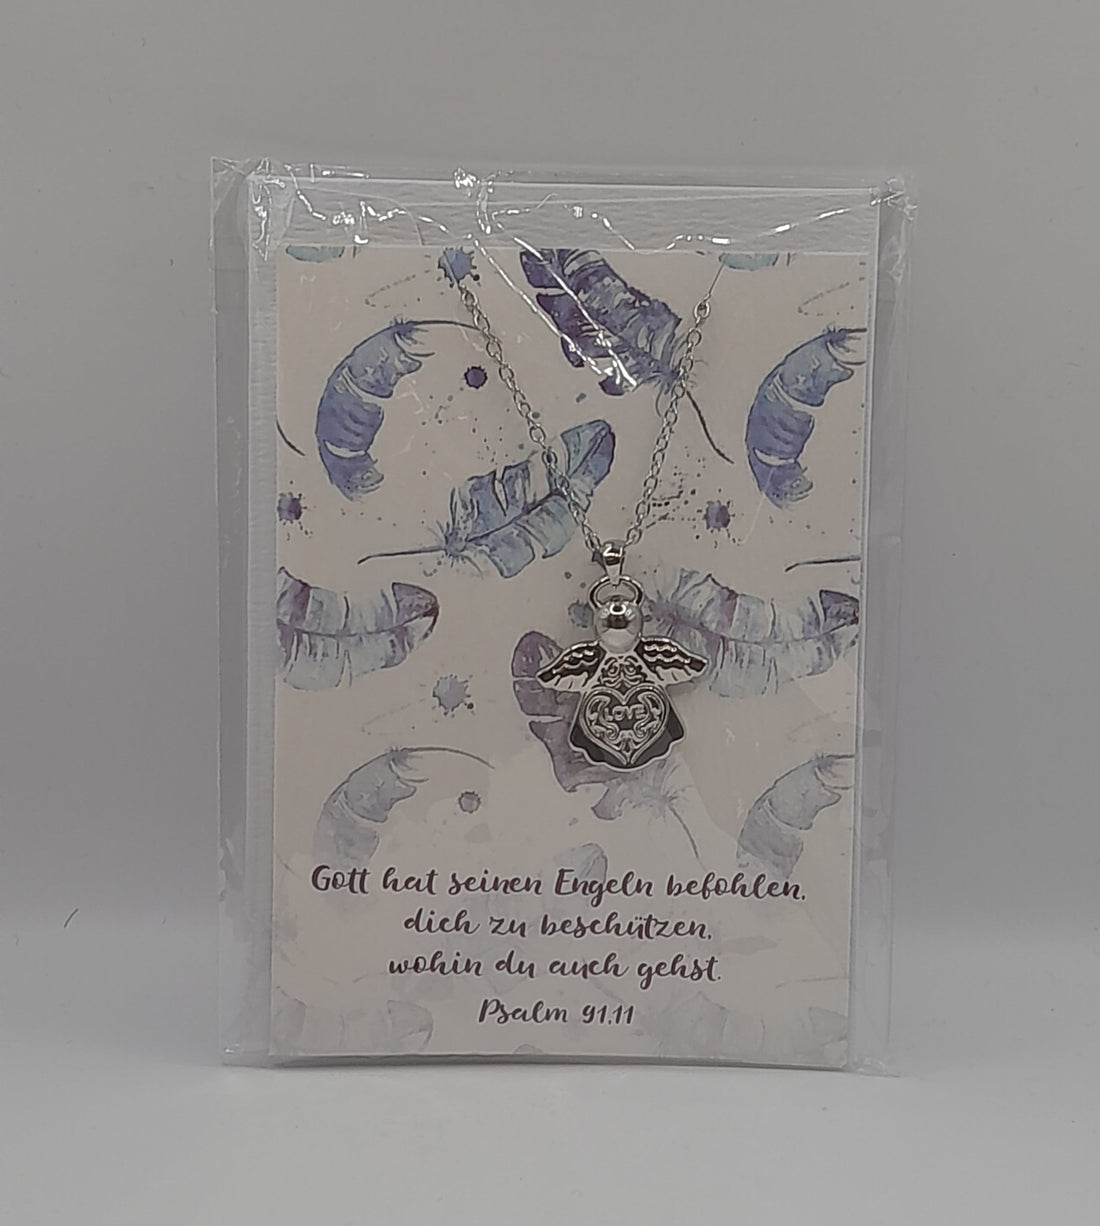 LOVE
Gott hat seinen Engeln befohlen,
dich zu beschützen,
wohin du auch gehst.
Psalm 91,11